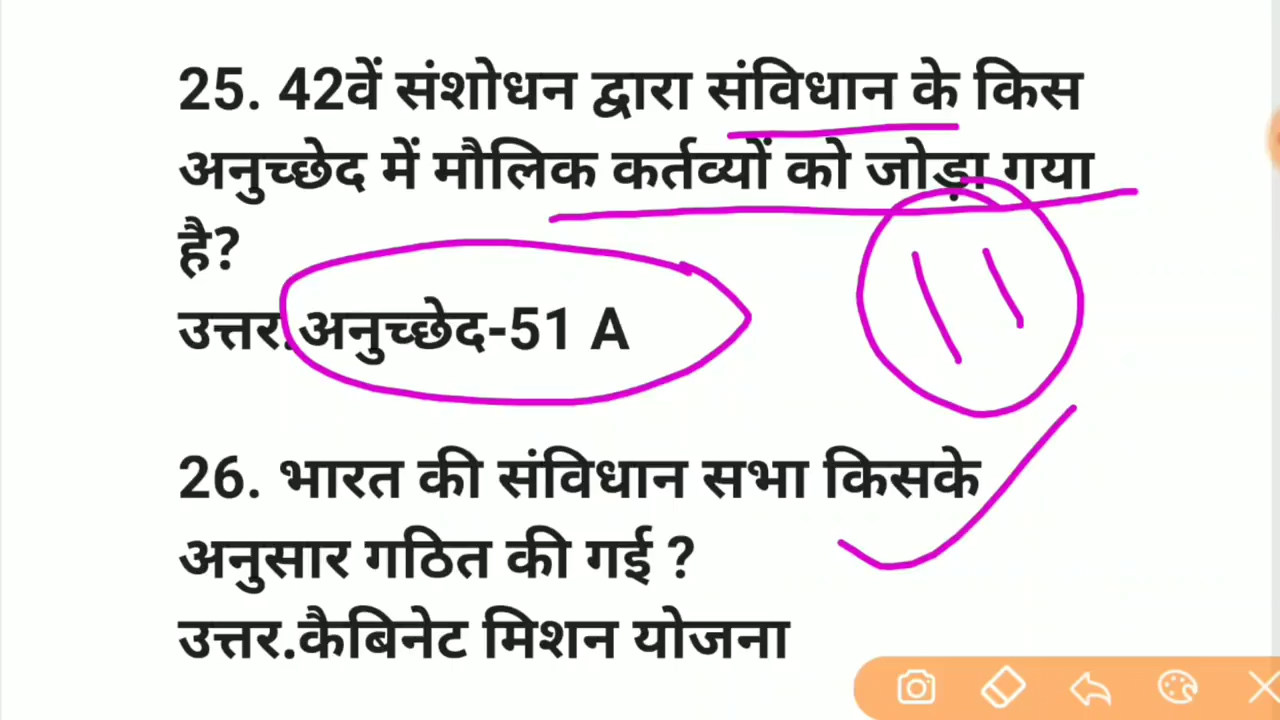 25. 42वें संशोधन द्वारा संविधान के किस
अनुच्छेद में मौलिक कर्तव्यों को जोड़ा गया
है?
उत्तर.अनुच्छेद-51 A
11
26. भारत की संविधान सभा किसके
अनुसार गठित की गई ?
उत्तर.कैबिनेट मिशन योजना